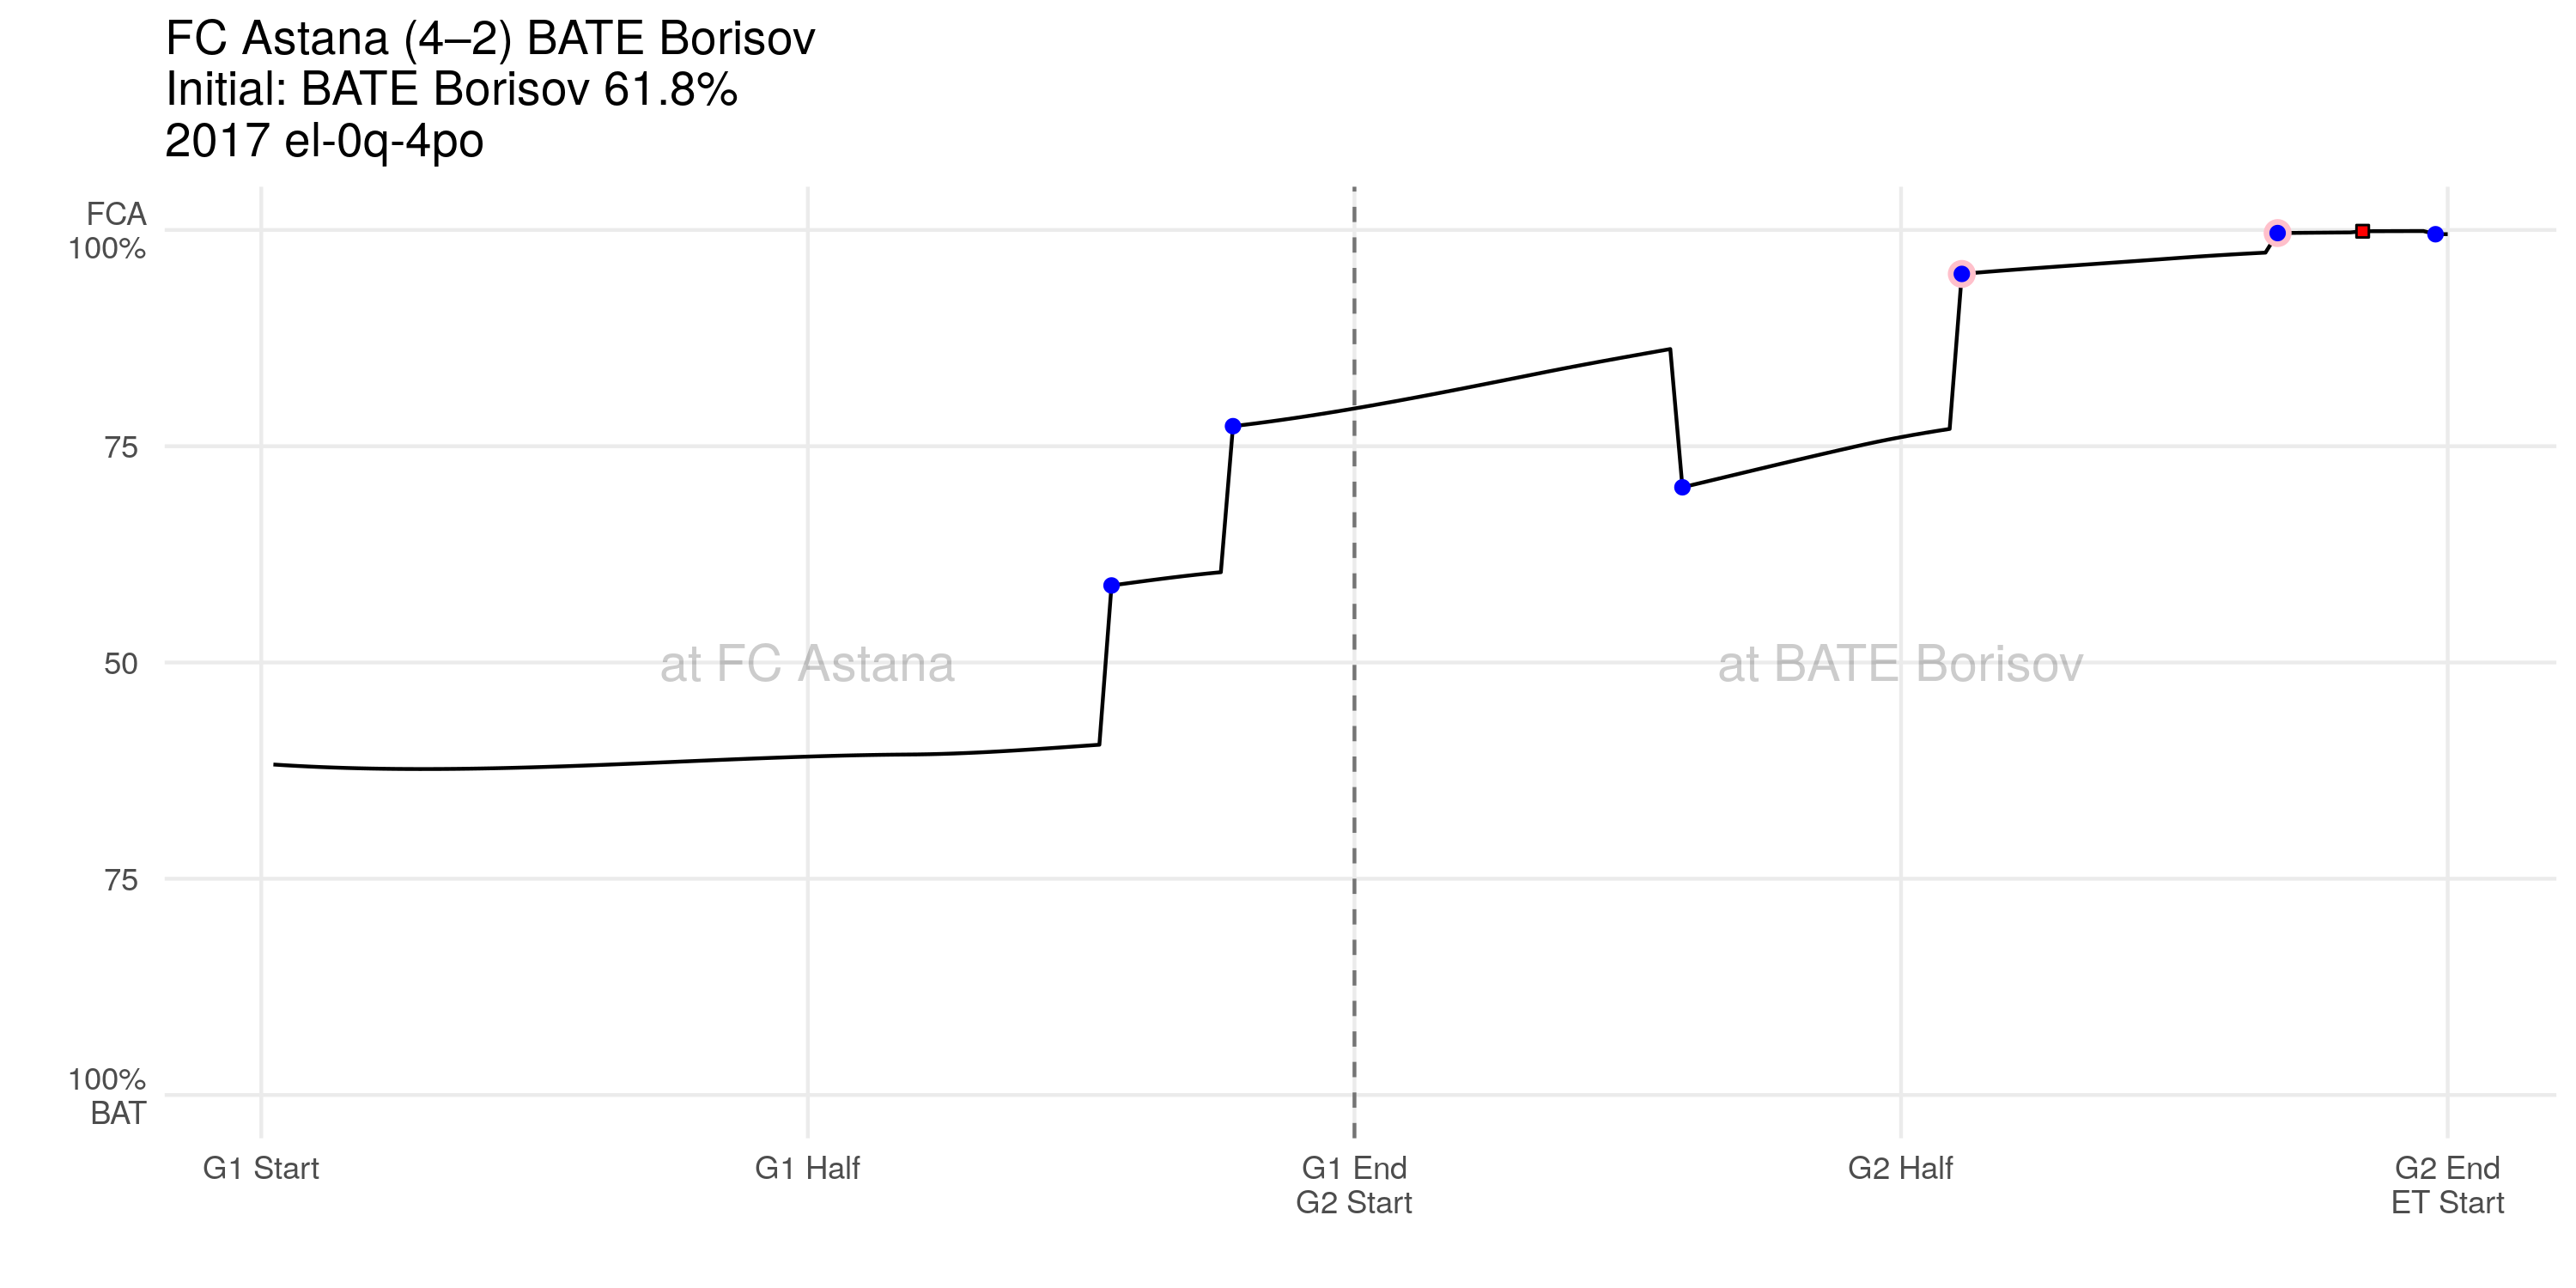 FC Astana (4–2) BATE Borisov
Initial: BATE Borisov 61.8%
2017 el-0q-4po
FCA
100%
75
50
75
100%
BAT
at FC Astana
at BATE Borisov
G1 Start
G1 Half
G1 End
G2 Start
G2 Half
G2 End
ET Start